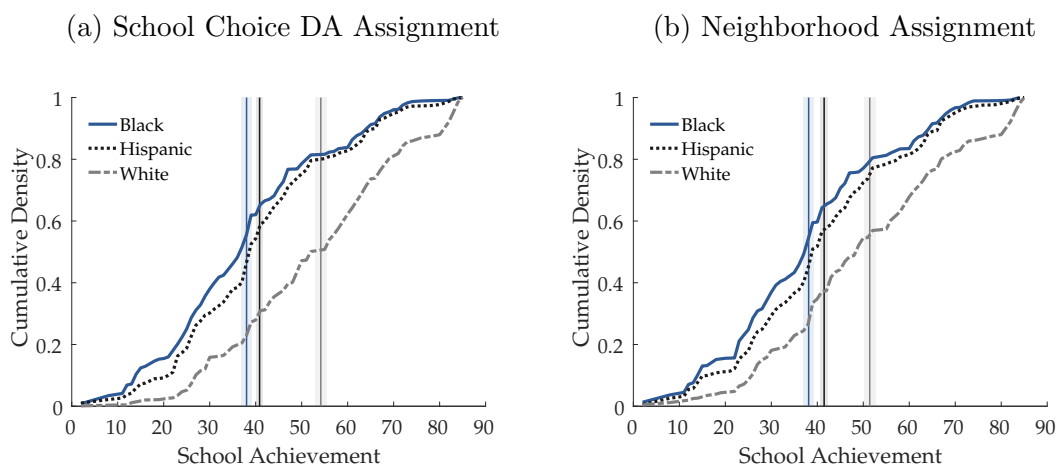 (a) School Choice DA Assignment
(b) Neighborhood Assignment
1
0.8
0.6
0.4
0.2
0
Cumulative Density
Black
Hispanic
White
0 10 20 30 40 50 60 70 80 90
School Achievement
1
0.8
0.6
0.4
0.2
0
Cumulative Density
Black
Hispanic
White
0 10 20 30 40 50 60 70 80 90
School Achievement